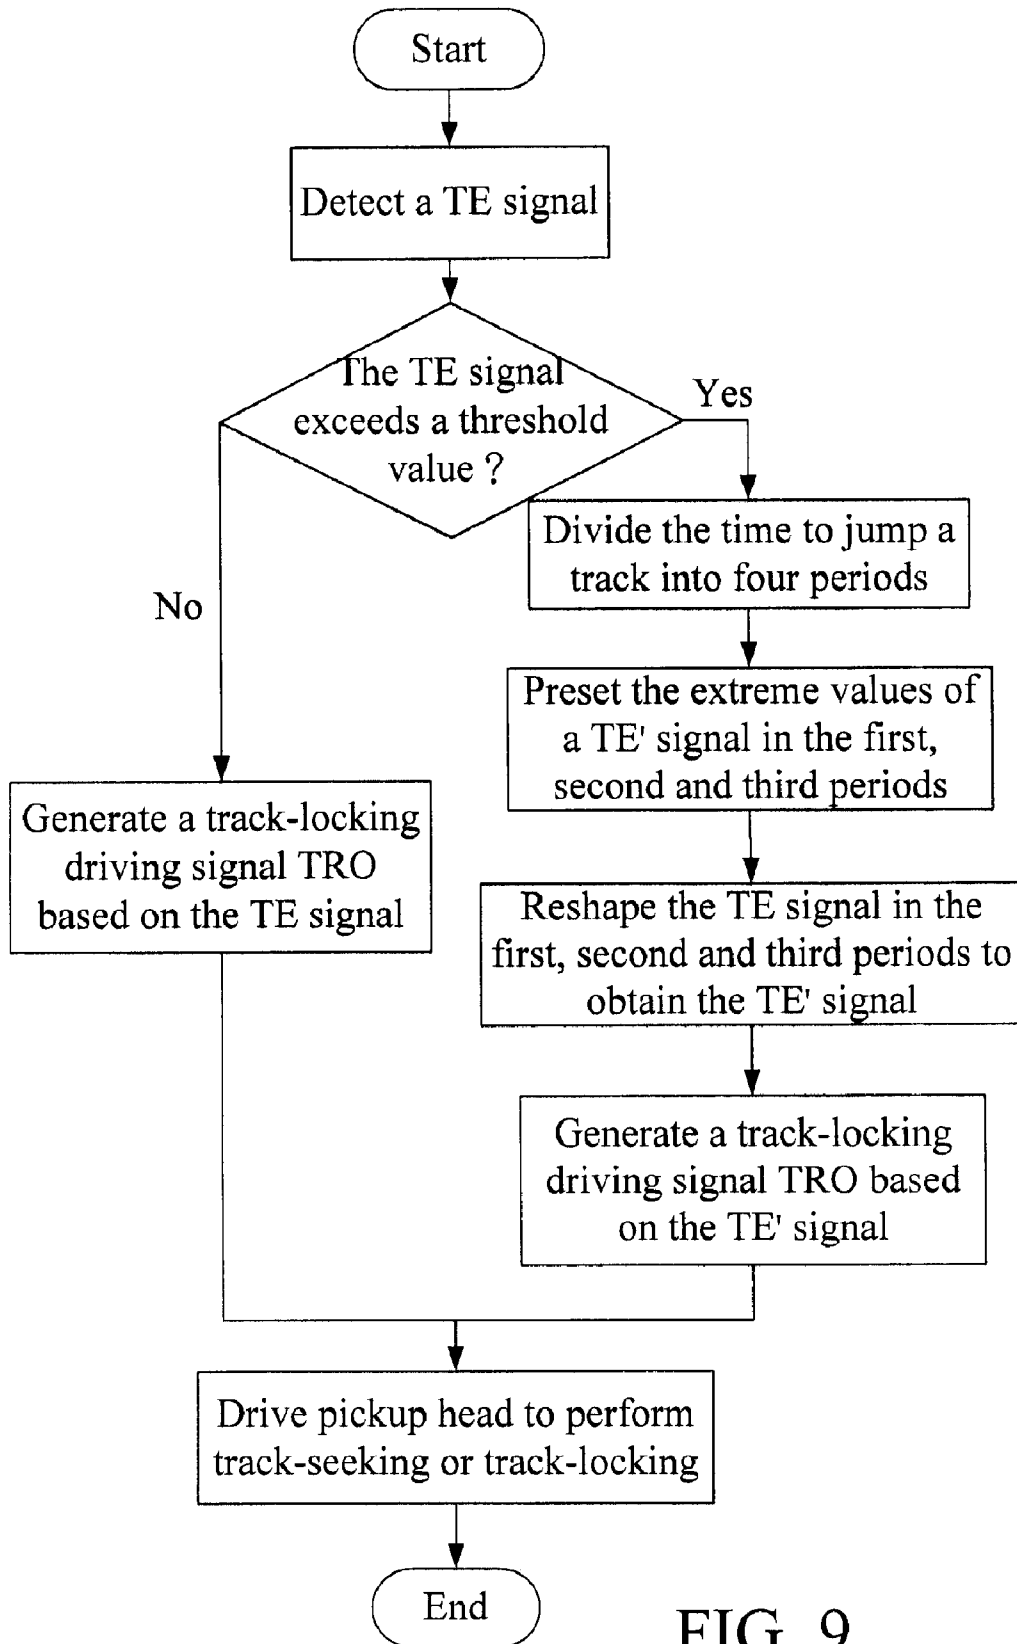 Start
Detect a TE signal
The TE signal
exceeds a threshold
value ?
Yes
No
Divide the time to jump a
track into four periods
Preset the extreme values of
a TE' signal in the first,
second and third periods
Generate a track-locking
driving signal TRO
based on the TE signal
Reshape the TE signal in the
first, second and third periods to
obtain the TE' signal
Generate a track-locking
driving signal TRO based
on the TE' signal
Drive pickup head to perform
track-seeking or track-locking
End
FIG. 9